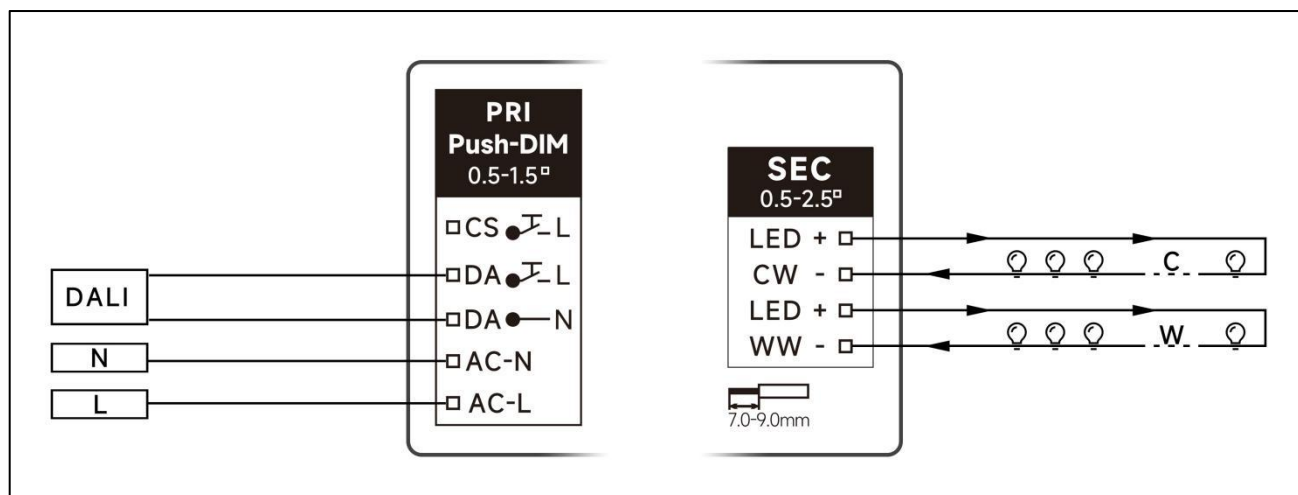 PRI
Push-DIM
0.5-1.5▫
CS L
DALI
DA L
DA N
N
AC-N
L
AC-L
SEC
0.5-2.5▫
LED +
CW -
C
LED +
WW -
W
7.0-9.0mm